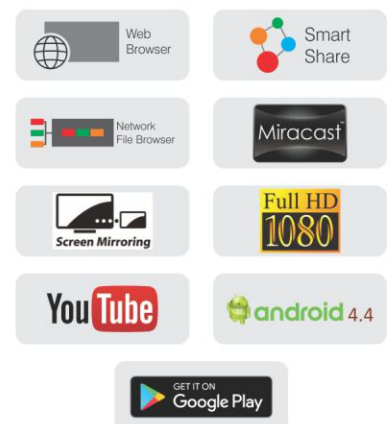 Web
Browser
Smart
Share
Network
File Browser
Miracast™
Screen Mirroring
Full HD
1080
YouTube
android 4.4
GET IT ON
Google Play